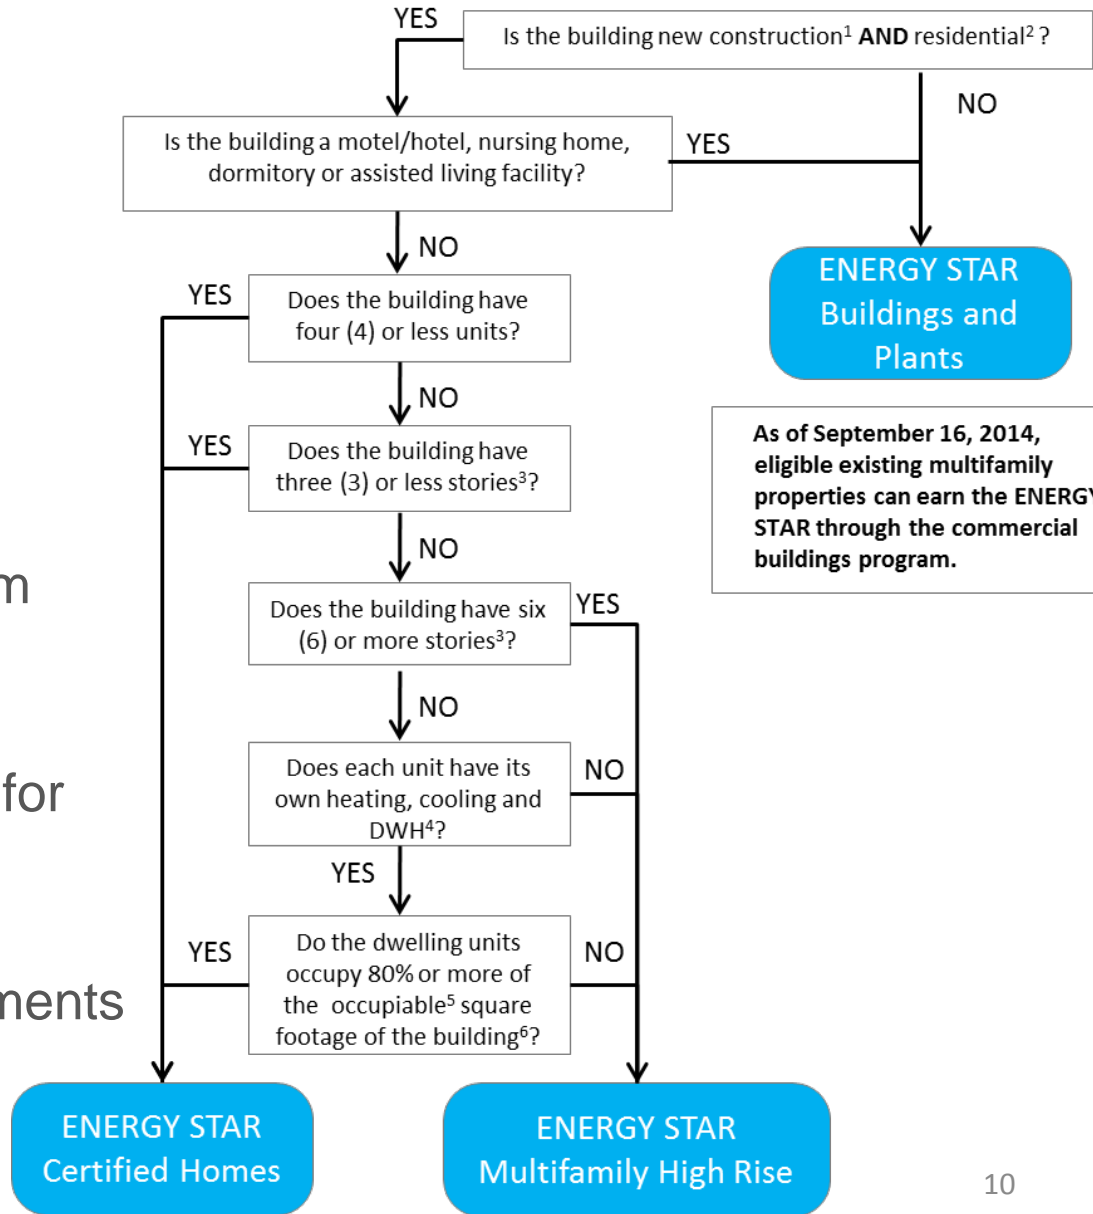 YES
Is the building new construction¹ AND residential² ?
NO
Is the building a motel/hotel, nursing home,
dormitory or assisted living facility?
YES
NO
ENERGY STAR
Buildings and
Plants
YES
Does the building have
four (4) or less units?
NO
As of September 16, 2014,
eligible existing multifamily
properties can earn the ENERGY
STAR through the commercial
buildings program.
YES
Does the building have
three (3) or less stories³?
NO
Does the building have six
(6) or more stories³?
YES
NO
for
Does each unit have its
own heating, cooling and
DWH⁴?
NO
YES
YES
Do the dwelling units
occupy 80% or more of
the occupiable⁵ square
footage of the building⁶?
NO
ENERGY STAR
Certified Homes
ENERGY STAR
Multifamily High Rise
10